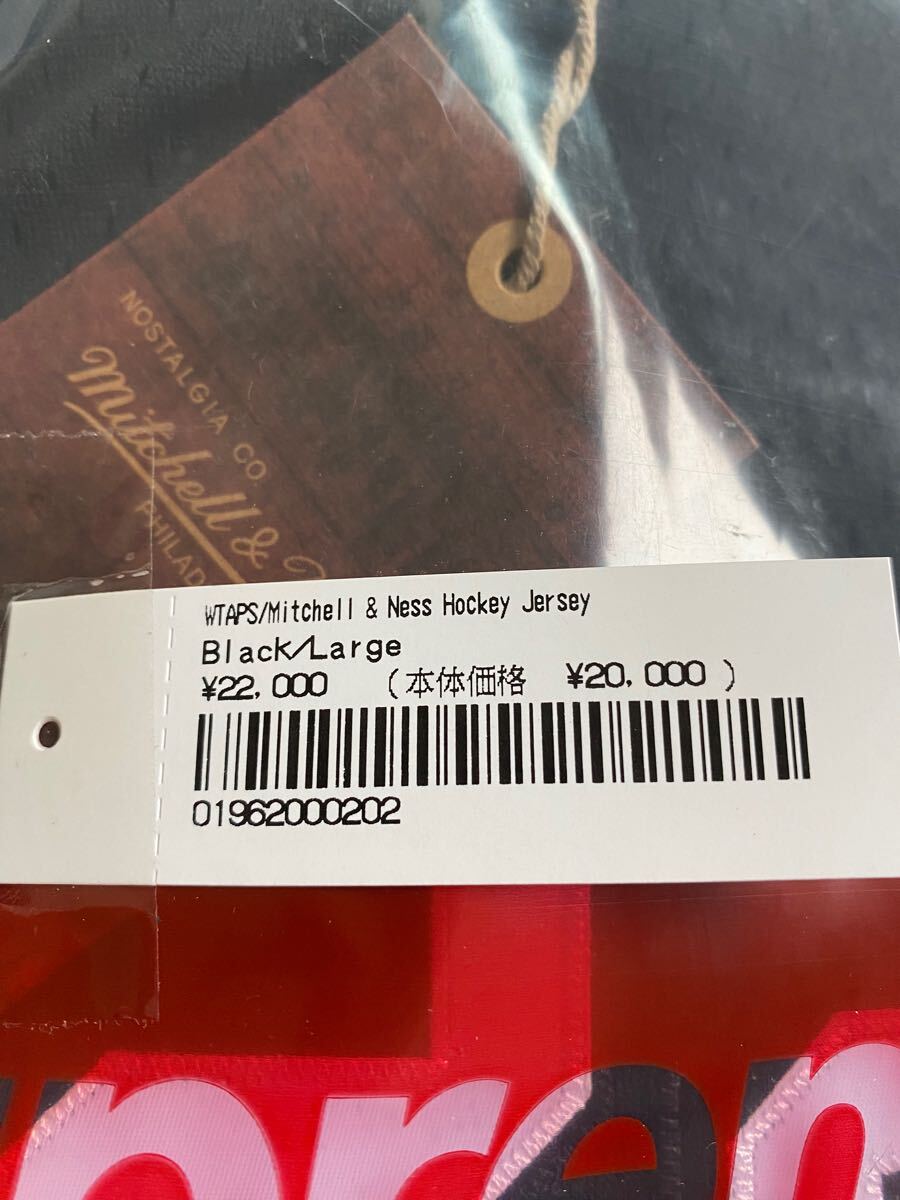 NOSTALGIA CO
Mitchell &
WTAPS/Mitchell & Ness Hockey Jersey
Black/Large
¥22,000 (本体価格 ¥20,000)
01962000202